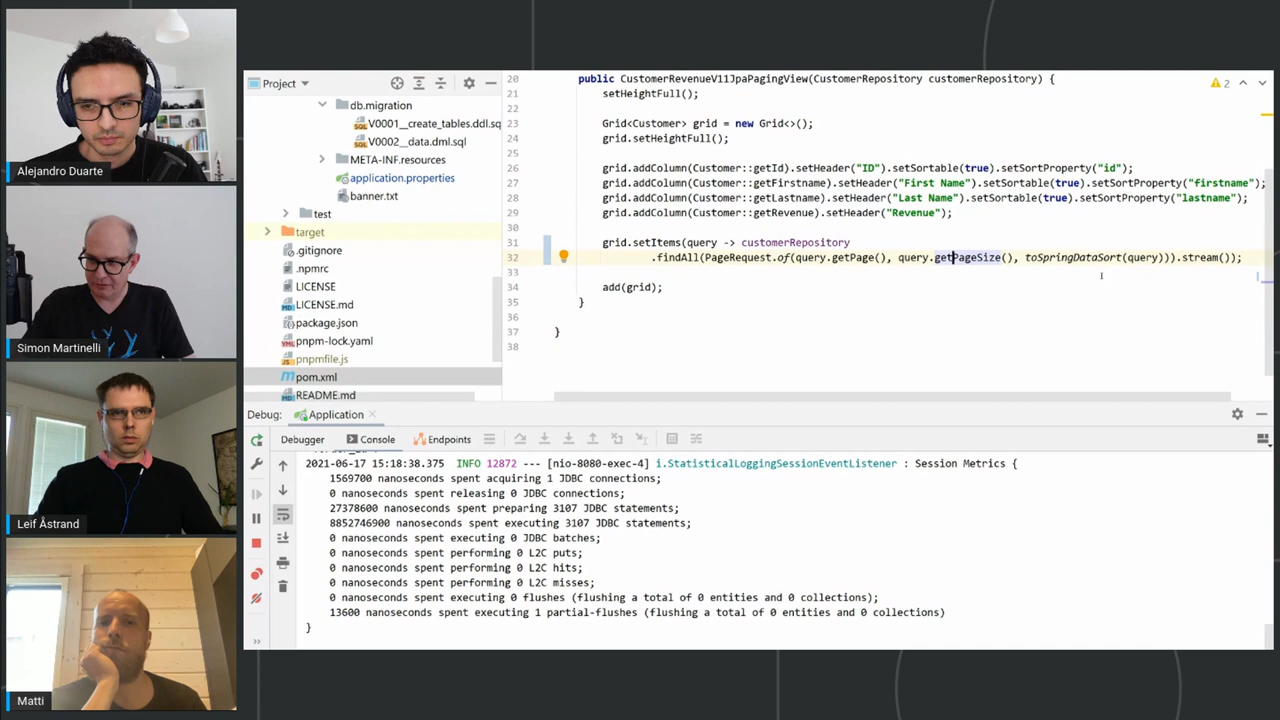 Alejandro Duarte
Simon Martinelli
Leif Åstrand
Matti
Project
db.migration
V0001__create_tables.ddl.sq
V0002__data.dml.sql
META-INF.resources
application.properties
banner.txt
test
target
.gitignore
.npmrc
LICENSE
LICENSE.md
package.json
pnpm-lock.yaml
pnpmfile.js
pom.xml
README.md
2
20 public CustomerRevenueV11JpaPagingView(CustomerRepository customerRepository) {
21 setHeightFull();
22
23 Grid<Customer> grid = new Grid<>();
24 grid.setHeightFull();
25
26 grid.addColumn(Customer::getId).setHeader("ID").setSortable(true).setSortProperty("id");
27 grid.addColumn(Customer::getFirstname).setHeader("First Name").setSortable(true).setSortProperty("firstname");
28 grid.addColumn(Customer::getLastname).setHeader("Last Name").setSortable(true).setSortProperty("lastname");
29 grid.addColumn(Customer::getRevenue).setHeader("Revenue");
30
31 grid.setItems(query -> customerRepository
32 .findAll(PageRequest.of(query.getPage(), query.getPageSize(), toSpringDataSort(query))).stream());
33
34 add(grid);
35 }
36
37 }
38
Debug: Application
Debugger Console Endpoints
2021-06-17 15:18:38.375 INFO 12872 --- [nio-8080-exec-4] i.StatisticalLoggingSessionEventListener : Session Metrics {
1569700 nanoseconds spent acquiring 1 JDBC connections;
0 nanoseconds spent releasing 0 JDBC connections;
27378600 nanoseconds spent preparing 3107 JDBC statements;
8852746900 nanoseconds spent executing 3107 JDBC statements;
0 nanoseconds spent executing 0 JDBC batches;
0 nanoseconds spent performing 0 L2C puts;
0 nanoseconds spent performing 0 L2C hits;
0 nanoseconds spent performing 0 L2C misses;
0 nanoseconds spent executing 0 flushes (flushing a total of 0 entities and 0 collections);
13600 nanoseconds spent executing 1 partial-flushes (flushing a total of 0 entities and 0 collections)
}